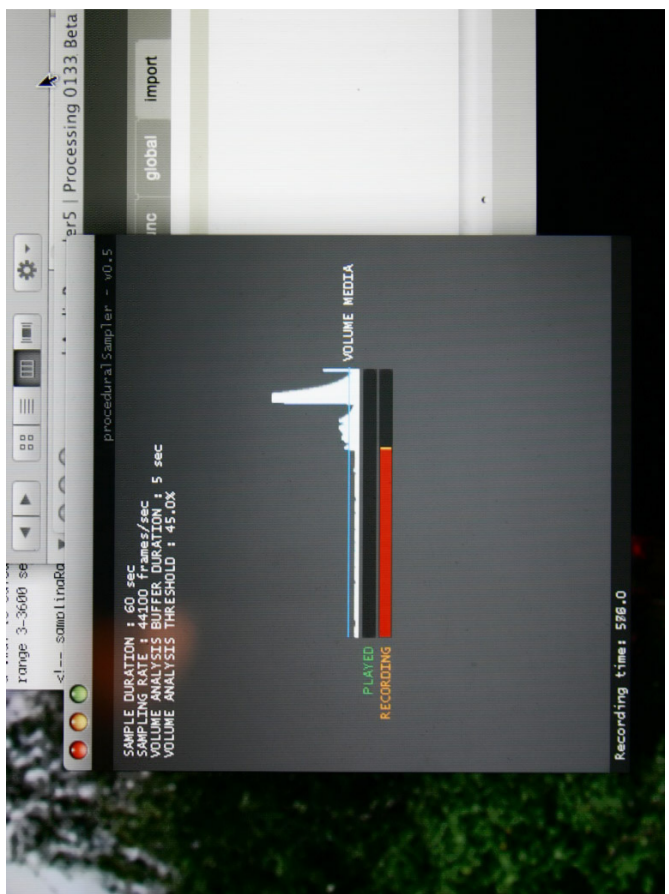 er5 | Processing 0133 Beta
import
global
unc
proceduralSampler - v0.5
SAMPLE DURATION : 60 sec
SAMPLING RATE : 44100 frames/sec
VOLUME ANALYSIS BUFFER DURATION : 5 sec
VOLUME ANALYSIS THRESHOLD : 45.0%
VOLUME MEDIA
PLAYED
RECORDING
Recording time:
range 3-3600 se
<!-- samplingRa